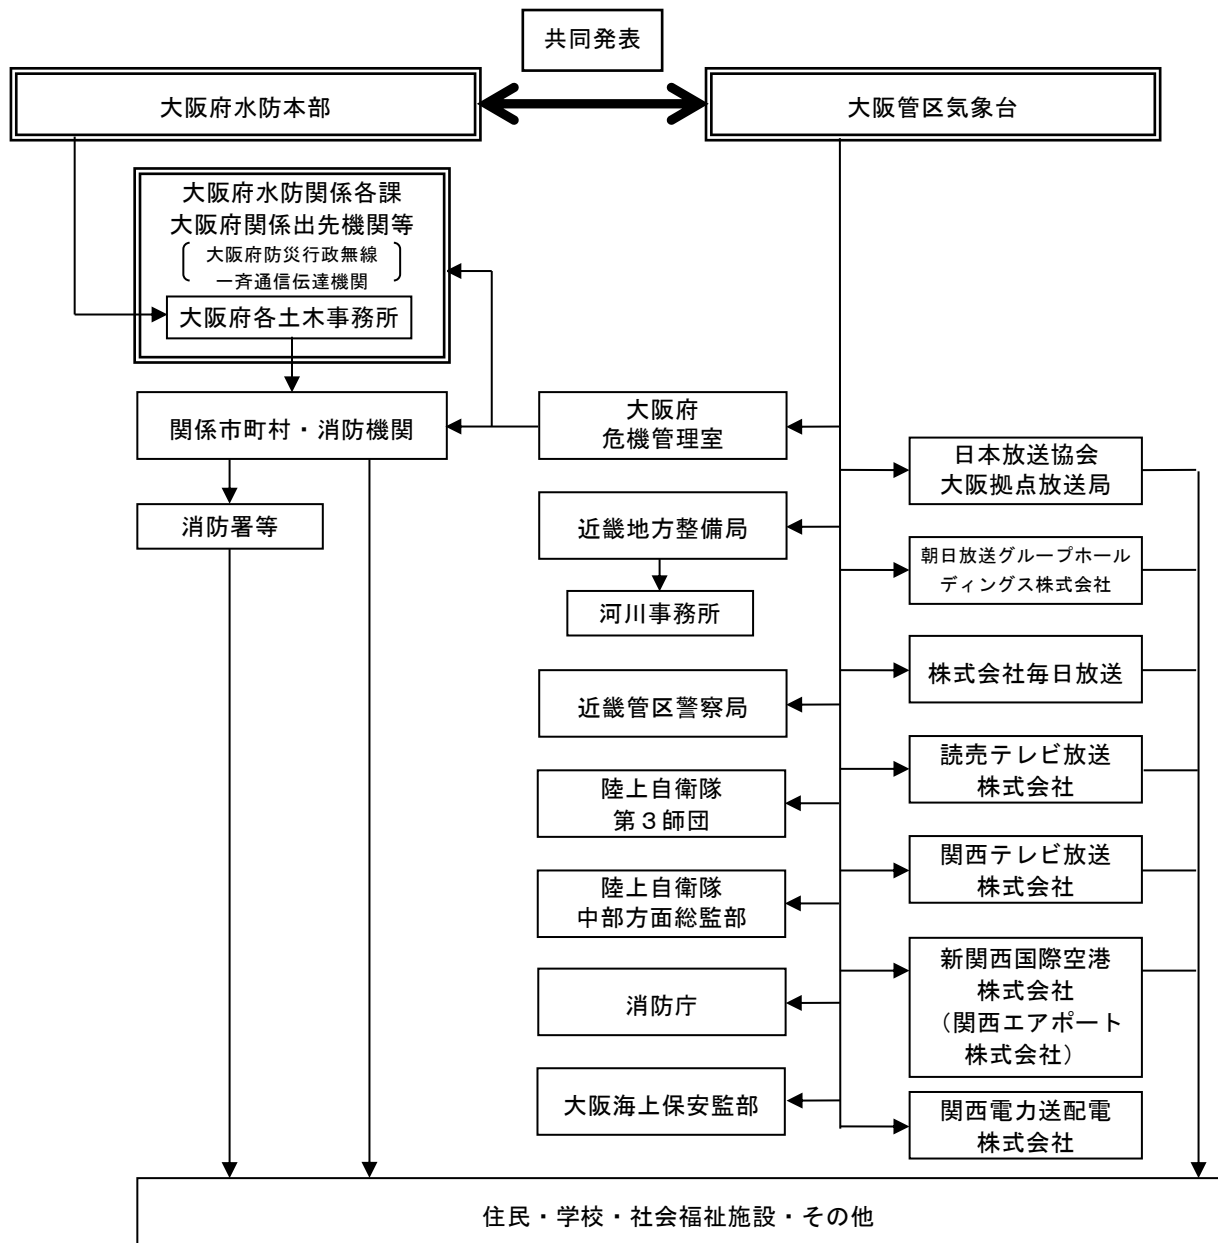 共同発表
大阪府水防本部
大阪管区気象台
大阪府水防関係各課
大阪府関係出先機関等
大阪府防災行政無線
一斉通信伝達機関
大阪府各土木事務所
関係市町村・消防機関
消防署等
大阪府
危機管理室
近畿地方整備局
河川事務所
近畿管区警察局
陸上自衛隊
第3師団
陸上自衛隊
中部方面総監部
消防庁
大阪海上保安監部
日本放送協会
大阪拠点放送局
朝日放送グループホール
ディングス株式会社
株式会社毎日放送
読売テレビ放送
株式会社
関西テレビ放送
株式会社
新関西国際空港
株式会社
（関西エアポート
株式会社）
関西電力送配電
株式会社
住民・学校・社会福祉施設・その他